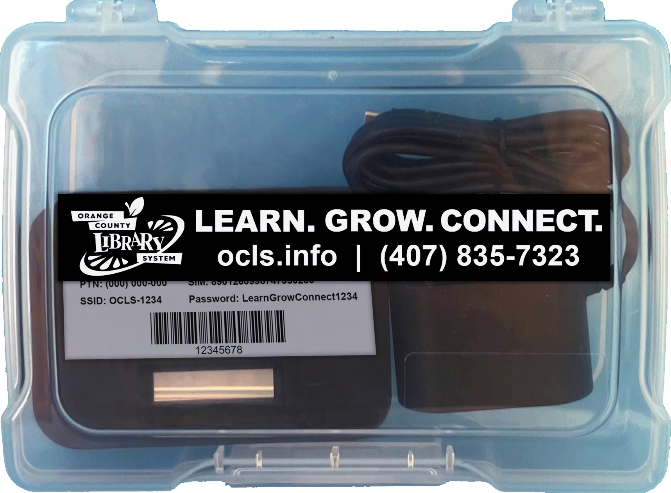 ORANGE
COUNTY
LIBRARY
SYSTEM
LEARN. GROW. CONNECT.
ocls.info | (407) 835-7323
PTN: (000) 000-000 SIM:
SSID: OCLS-1234 Password: LearnGrowConnect1234
12345678